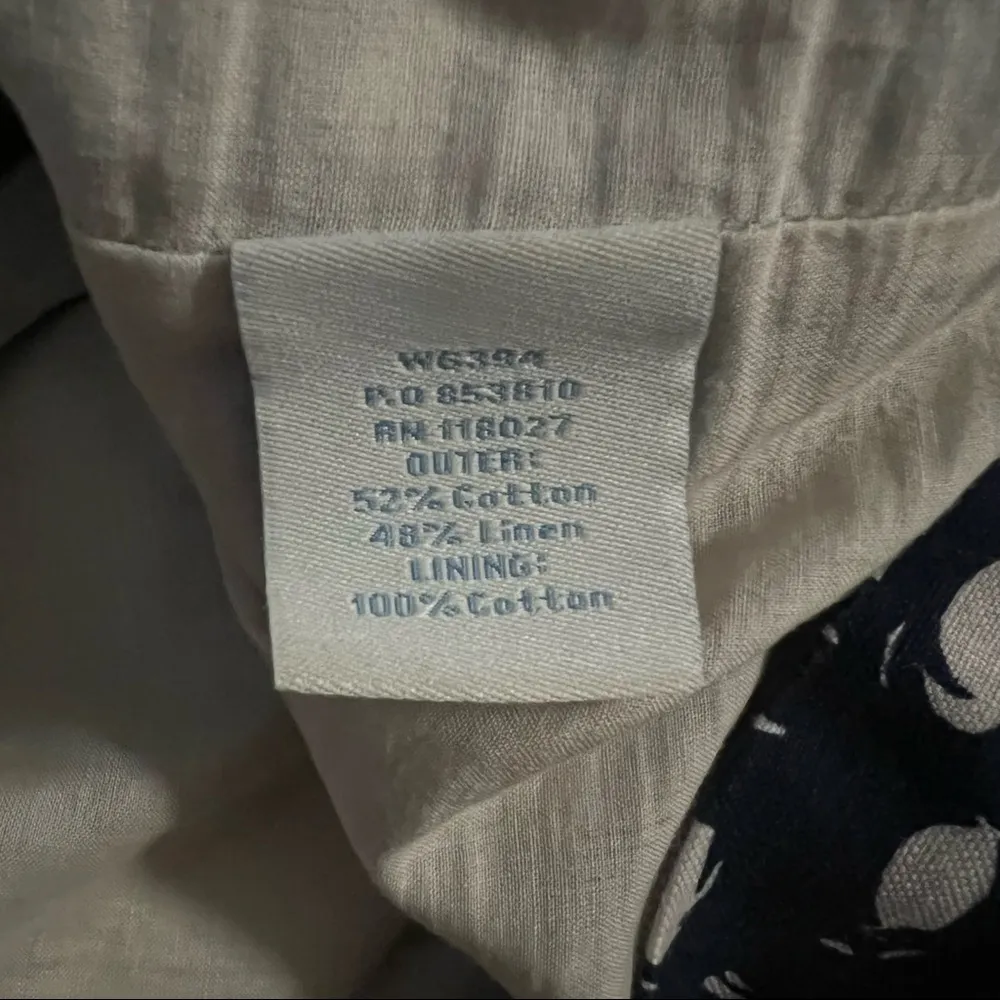 W6394
P.O 853810
RN 118027
OUTER:
52% Cotton
48% Linen
LINING:
100% Cotton